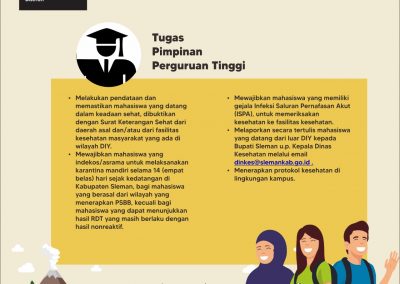 Tugas
Pimpinan
Perguruan Tinggi
• Melakukan pendataan dan
memastikan mahasiswa yang datang
dalam keadaan sehat, dibuktikan
dengan Surat Keterangan Sehat dari
daerah asal dan/atau dari fasilitas
kesehatan masyarakat yang ada di
wilayah DIY.
• Mewajibkan mahasiswa yang
indekos/asrama untuk melaksanakan
karantina mandiri selama 14 (empat
belas) hari sejak kedatangan di
Kabupaten Sleman, bagi mahasiswa
yang berasal dari wilayah yang
menerapkan PSBB, kecuali bagi
mahasiswa yang dapat menunjukkan
hasil RDT yang masih berlaku dengan
hasil nonreaktif.
• Mewajibkan mahasiswa yang memiliki
gejala Infeksi Saluran Pernafasan Akut
(ISPA), untuk memeriksakan
kesehatan ke fasilitas kesehatan.
• Melaporkan secara tertulis mahasiswa
yang datang dari luar DIY kepada
Bupati Sleman u.p. Kepala Dinas
Kesehatan melalui email
dinkes@slemankab.go.id .
• Menerapkan protokol kesehatan di
lingkungan kampus.